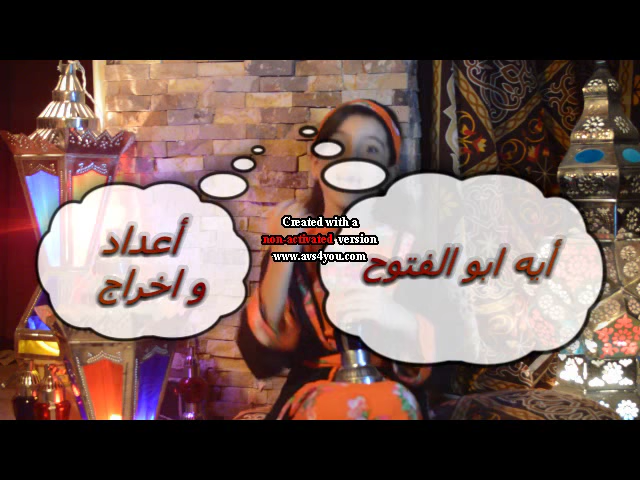 أعداد
و اخراج
أيه ابو الفتوح
Created with a
non-activated version
www.avs4you.com